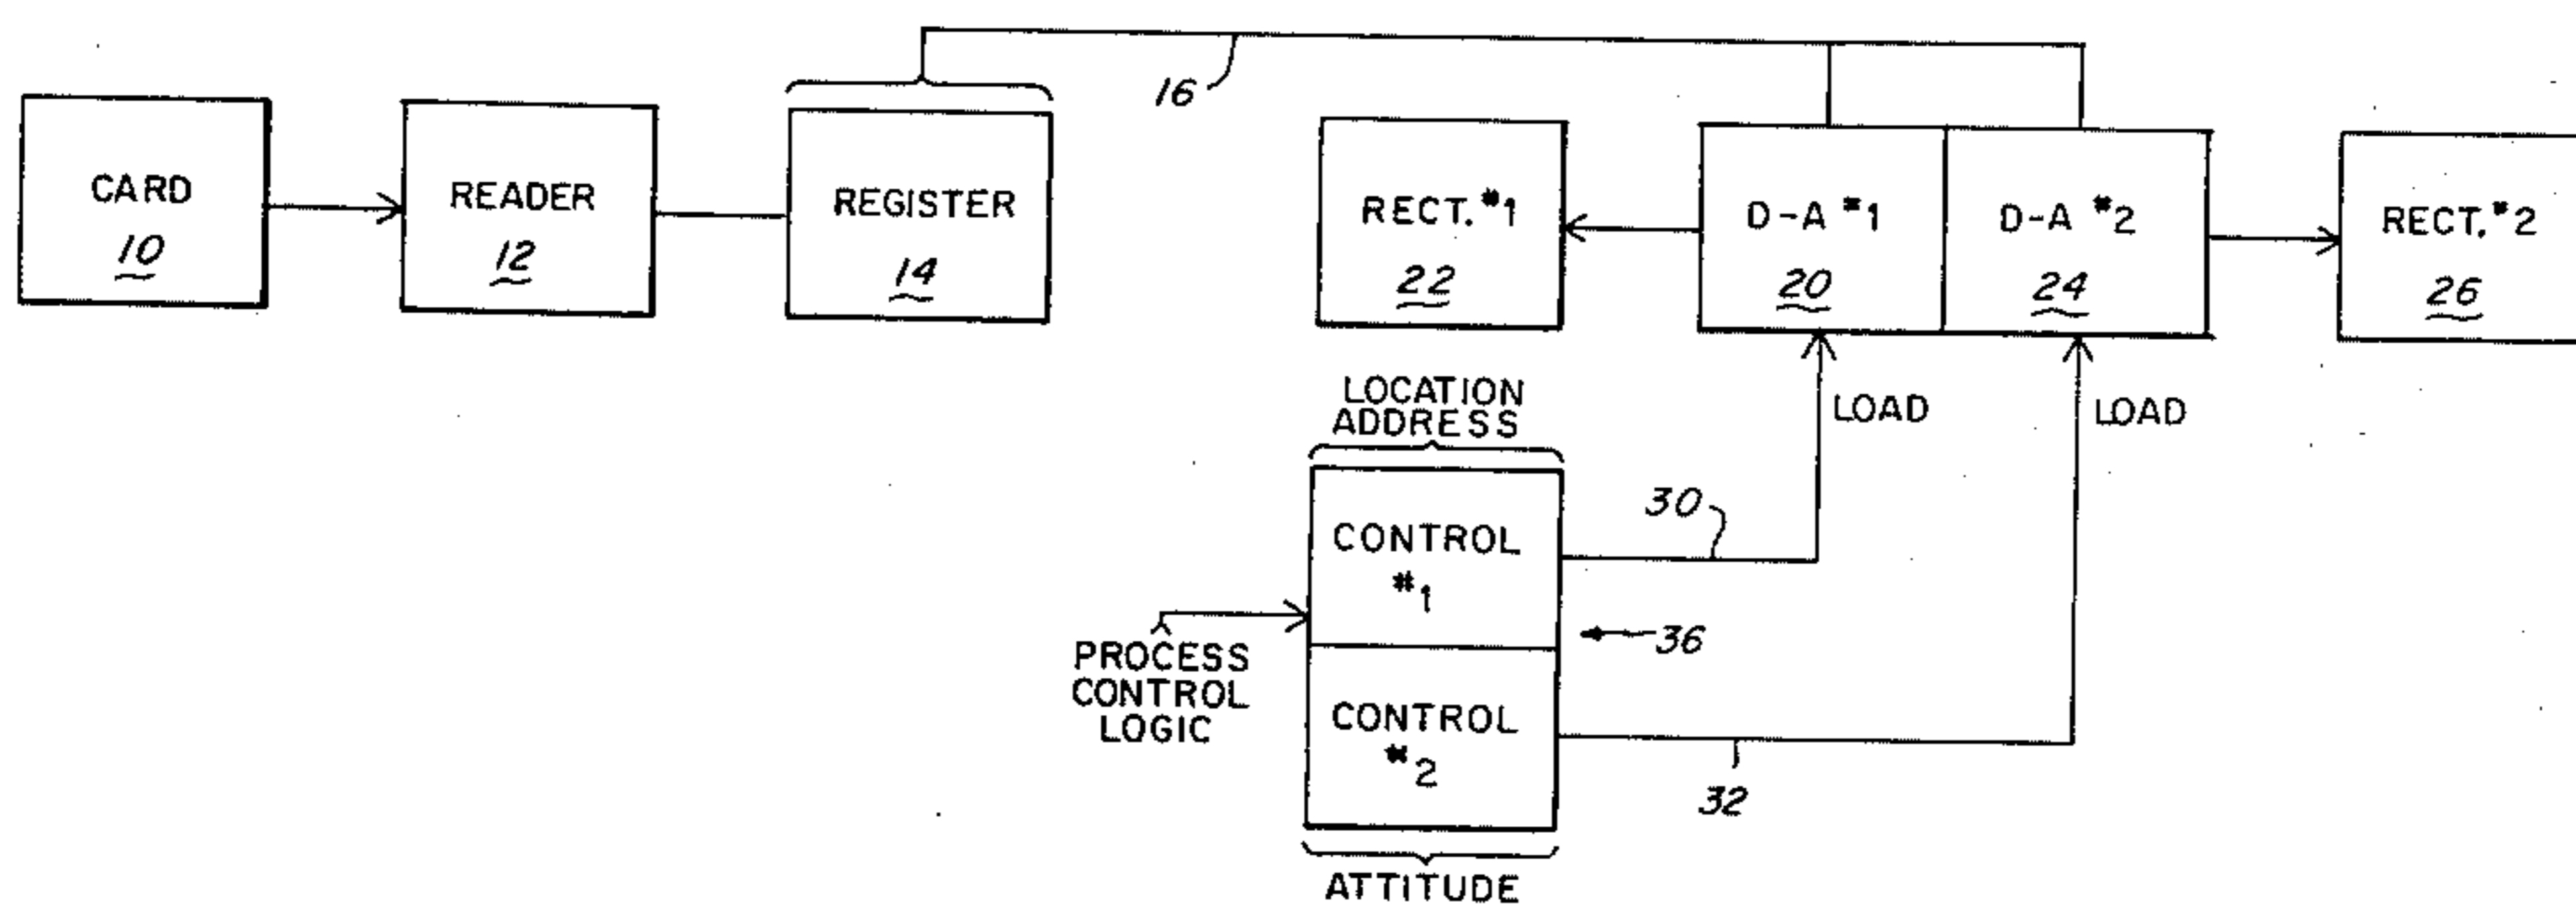 16
CARD
10
READER
12
REGISTER
14
RECT. #1
22
D-A #1
20
D-A #2
24
RECT. #2
26
LOCATION
ADDRESS
LOAD
LOAD
CONTROL
#1
30
36
PROCESS
CONTROL
LOGIC
CONTROL
#2
32
ATTITUDE